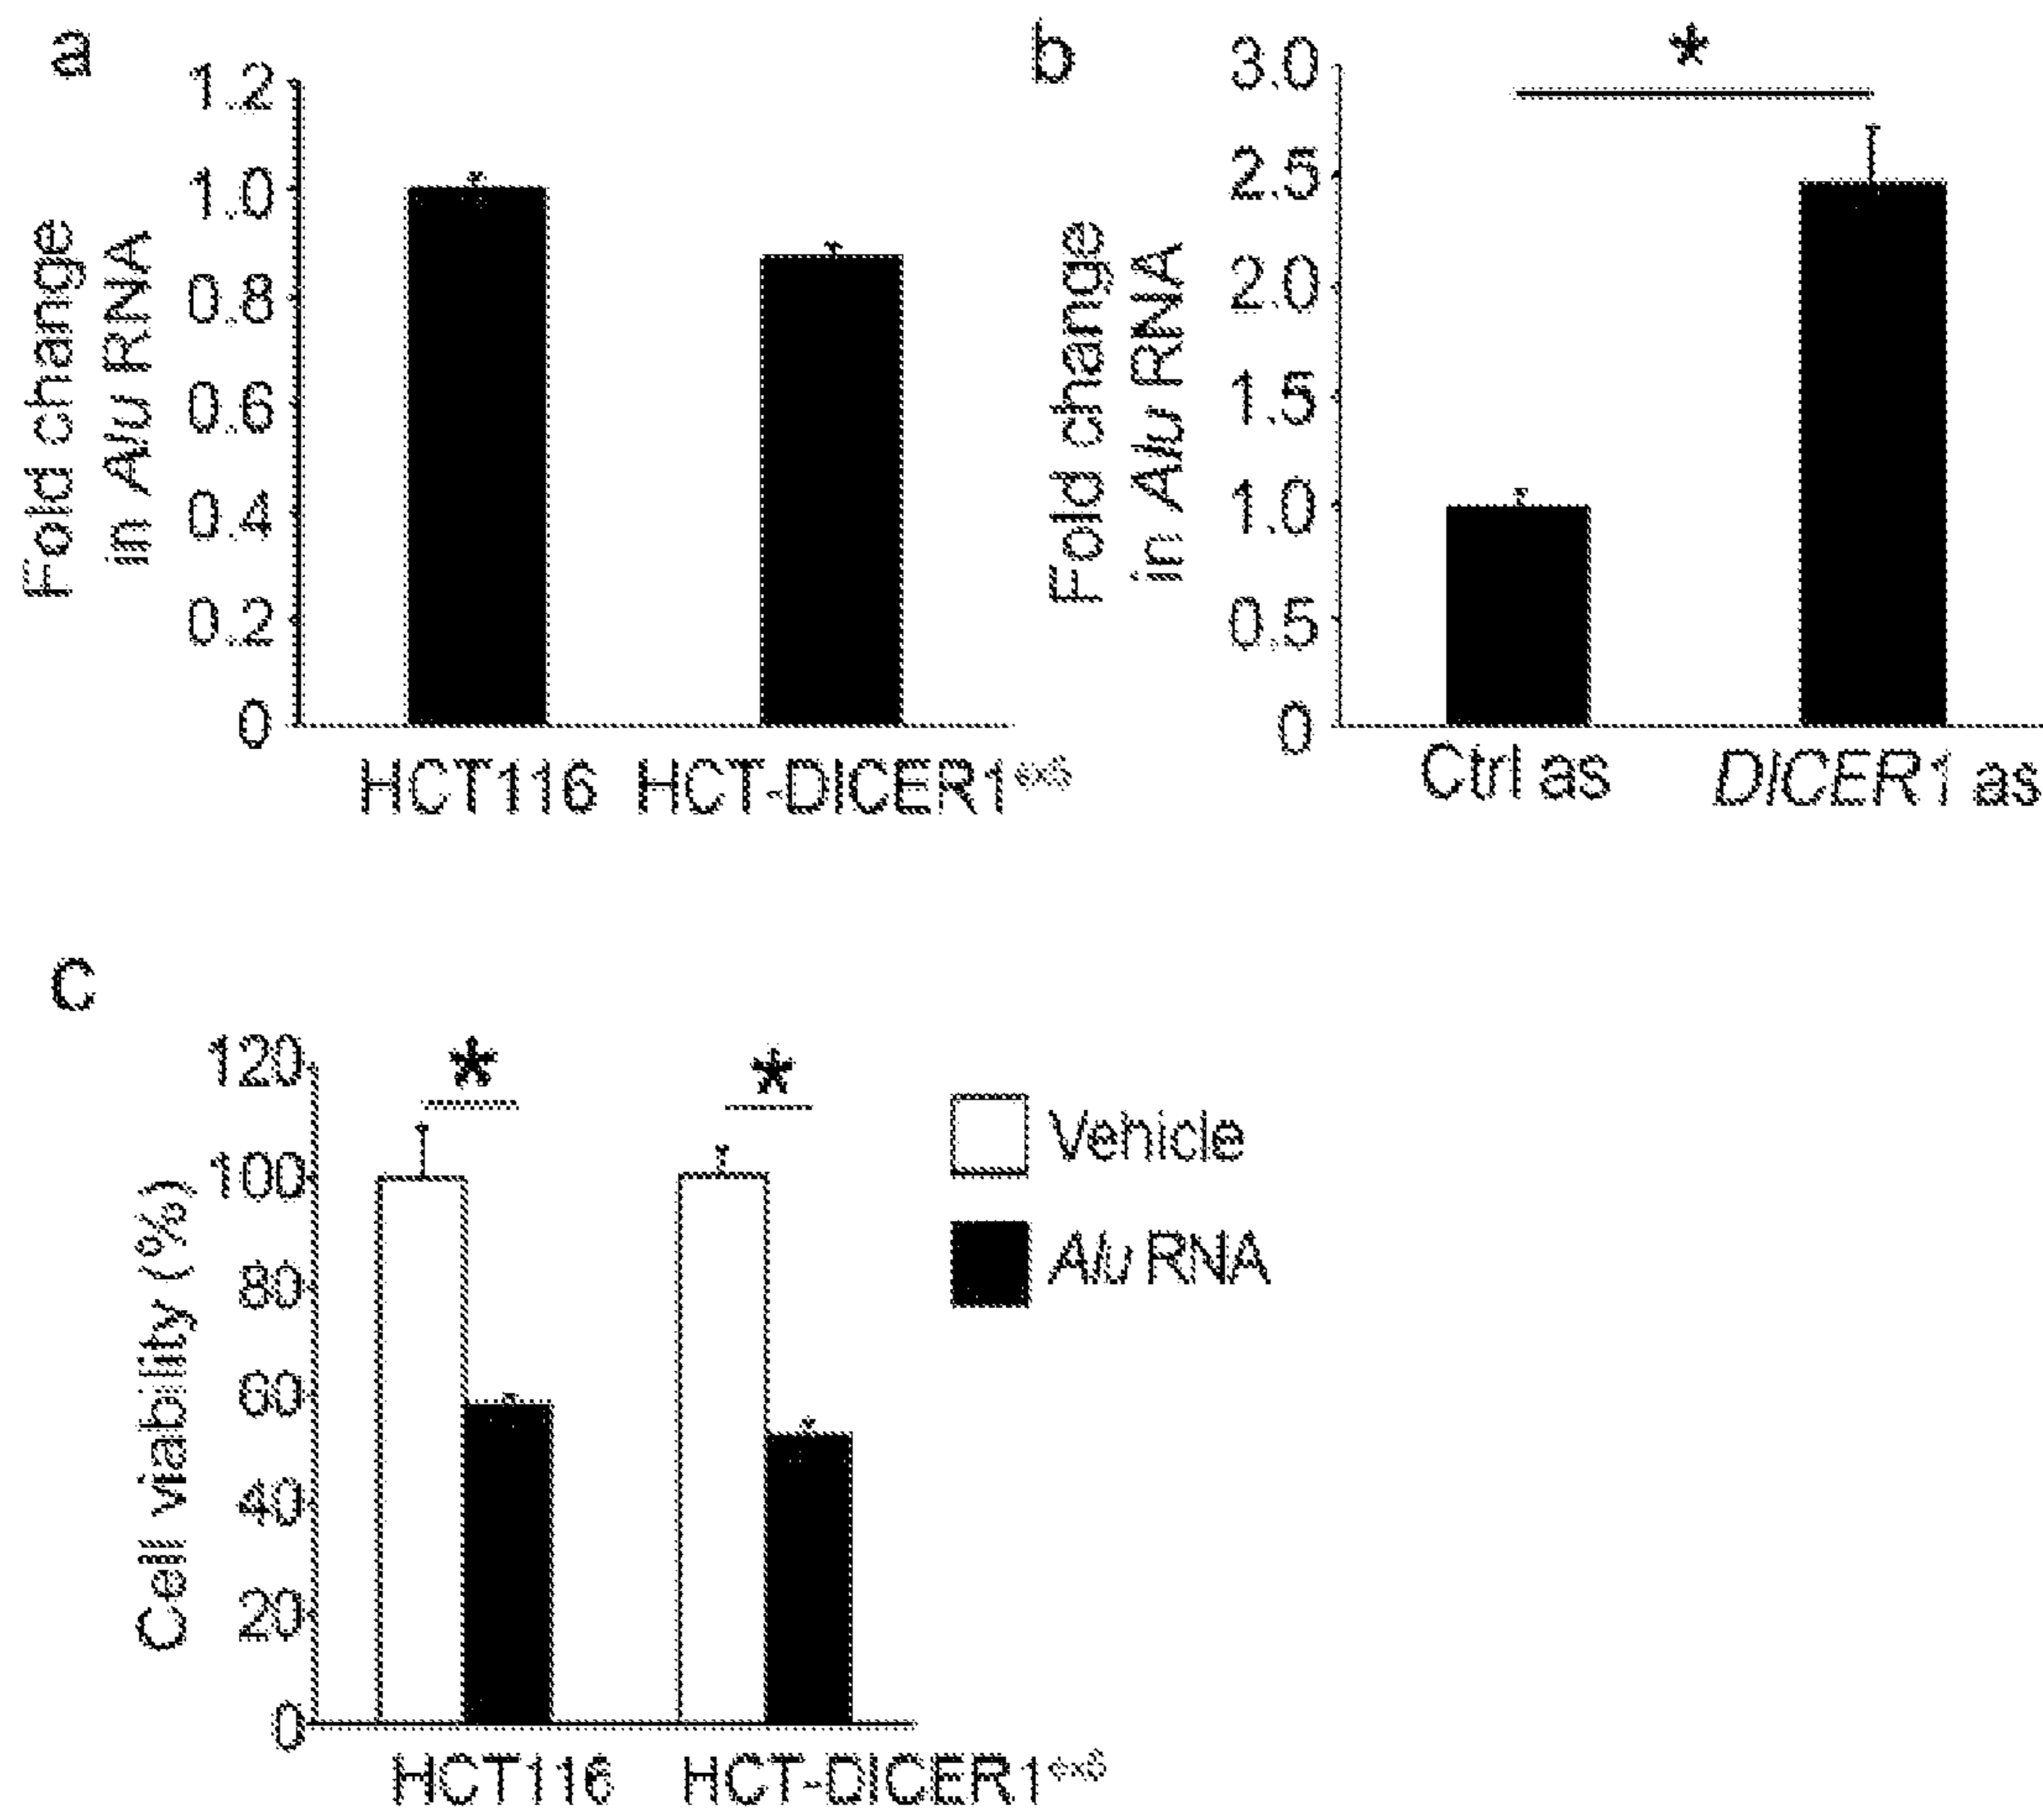 a
1.2
1.0
0.8
0.6
0.4
0.2
0
Fold change
in Alu RNA
HCT116 HCT-DICER1ex5
b
3.0
2.5
2.0
1.5
1.0
0.5
0
Fold change
in Alu RNA
*
Ctrl as DICER1 as
c
120
100
80
60
40
20
0
Cell viability (%)
* *
Vehicle
Alu RNA
HCT116 HCT-DICER1ex5